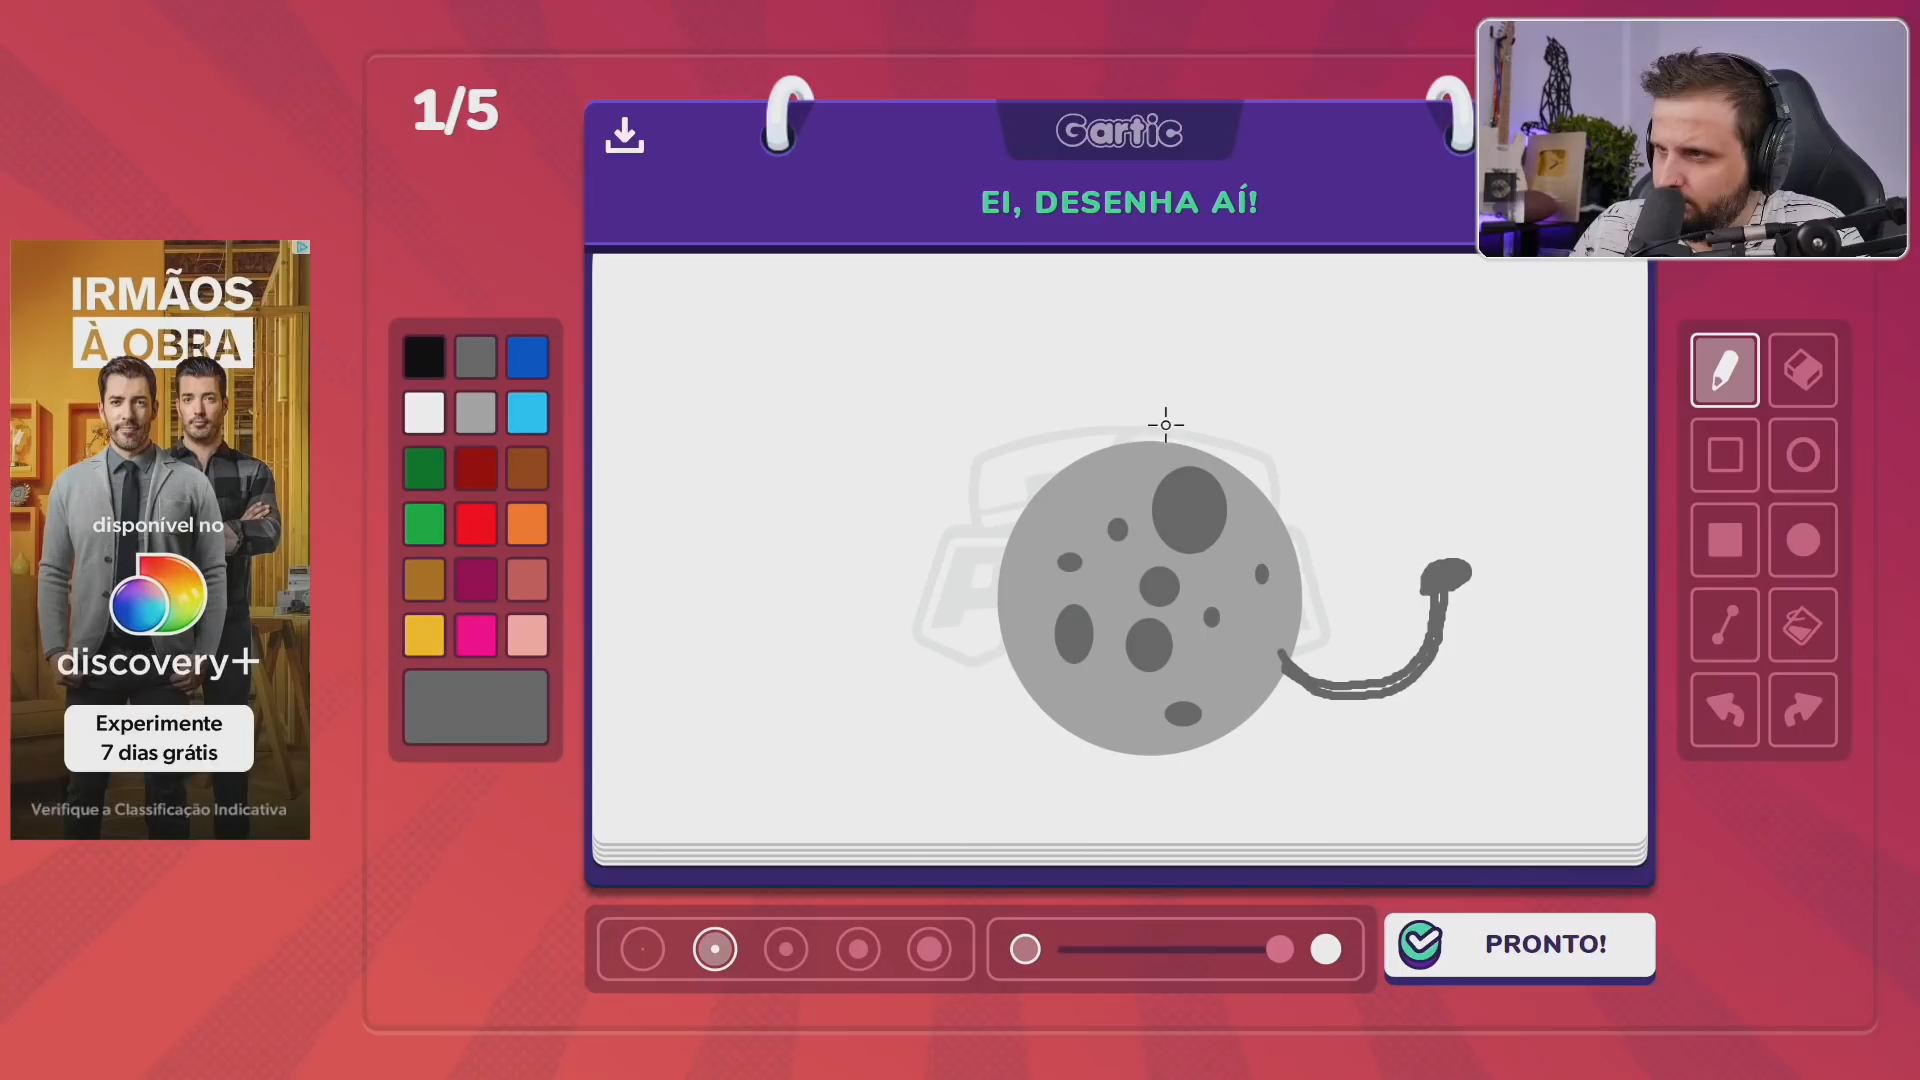 1/5
Gartic
EI, DESENHA AÍ!
IRMÃOS
À OBRA
disponível no
discovery+
Experimente
7 dias grátis
Verifique a Classificação Indicativa
PRONTO!